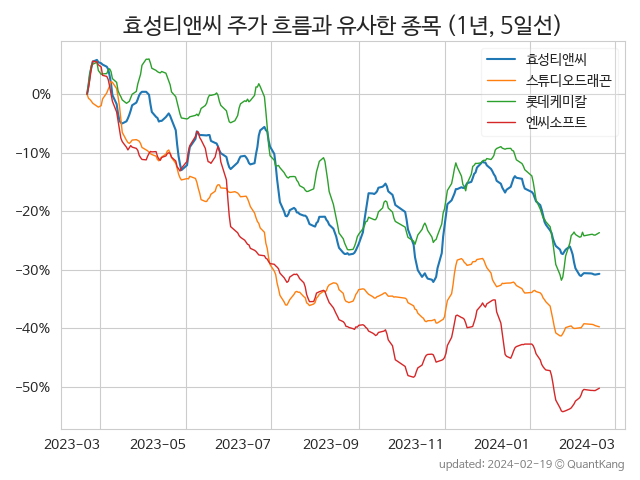 효성티앤씨 주가 흐름과 유사한 종목 (1년, 5일선)
효성티앤씨
스튜디오드래곤
롯데케미칼
엔씨소프트
0%
−10%
−20%
−30%
−40%
−50%
2023-03 2023-05 2023-07 2023-09 2023-11 2024-01 2024-03
updated: 2024-02-19 © QuantKang